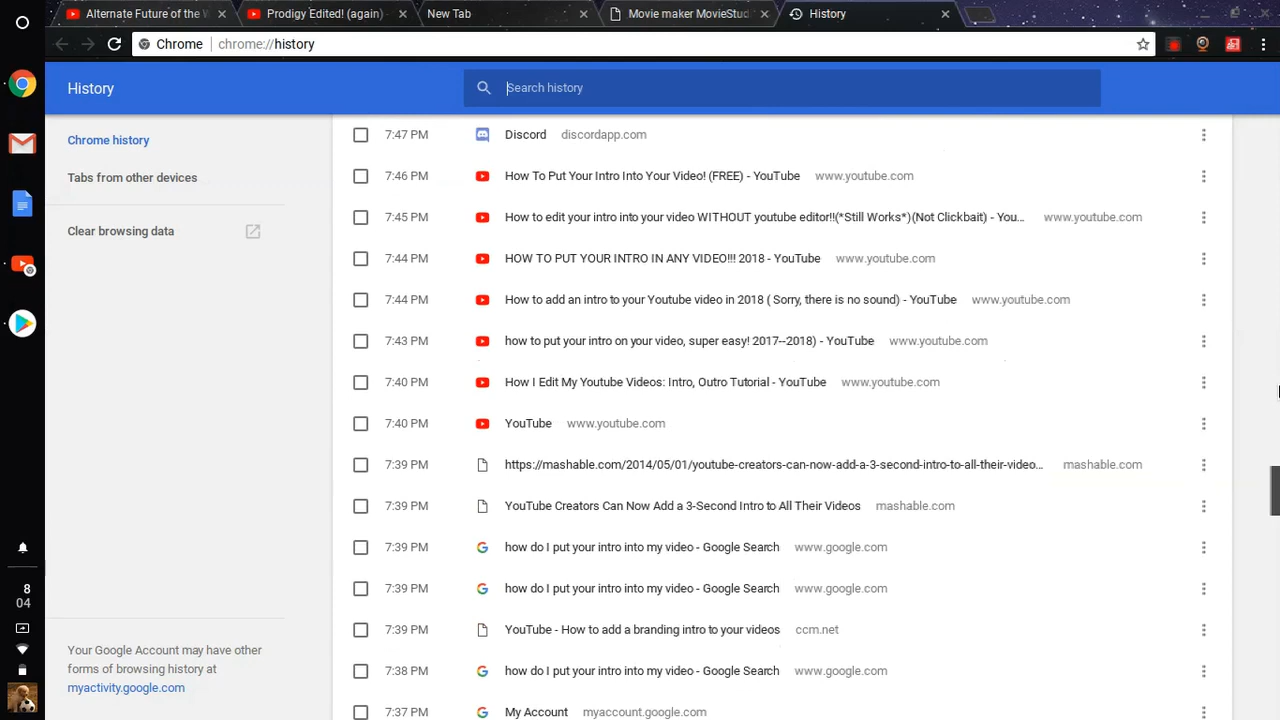 Alternate Future of the W
Prodigy Edited! (again) -
New Tab
Movie maker MovieStud
History
Chrome chrome://history
History
Search history
Chrome history
Tabs from other devices
Clear browsing data
7:47 PM Discord discordapp.com
7:46 PM How To Put Your Intro Into Your Video! (FREE) - YouTube www.youtube.com
7:45 PM How to edit your intro into your video WITHOUT youtube editor!!(*Still Works*)(Not Clickbait) - You... www.youtube.com
7:44 PM HOW TO PUT YOUR INTRO IN ANY VIDEO!!! 2018 - YouTube www.youtube.com
7:44 PM How to add an intro to your Youtube video in 2018 ( Sorry, there is no sound) - YouTube www.youtube.com
7:43 PM how to put your intro on your video, super easy! 2017--2018) - YouTube www.youtube.com
7:40 PM How I Edit My Youtube Videos: Intro, Outro Tutorial - YouTube www.youtube.com
7:40 PM YouTube www.youtube.com
7:39 PM https://mashable.com/2014/05/01/youtube-creators-can-now-add-a-3-second-intro-to-all-their-video... mashable.com
7:39 PM YouTube Creators Can Now Add a 3-Second Intro to All Their Videos mashable.com
7:39 PM how do I put your intro into my video - Google Search www.google.com
7:39 PM how do I put your intro into my video - Google Search www.google.com
7:39 PM YouTube - How to add a branding intro to your videos ccm.net
7:38 PM how do I put your intro into my video - Google Search www.google.com
7:37 PM My Account myaccount.google.com
Your Google Account may have other
forms of browsing history at
myactivity.google.com
8
04